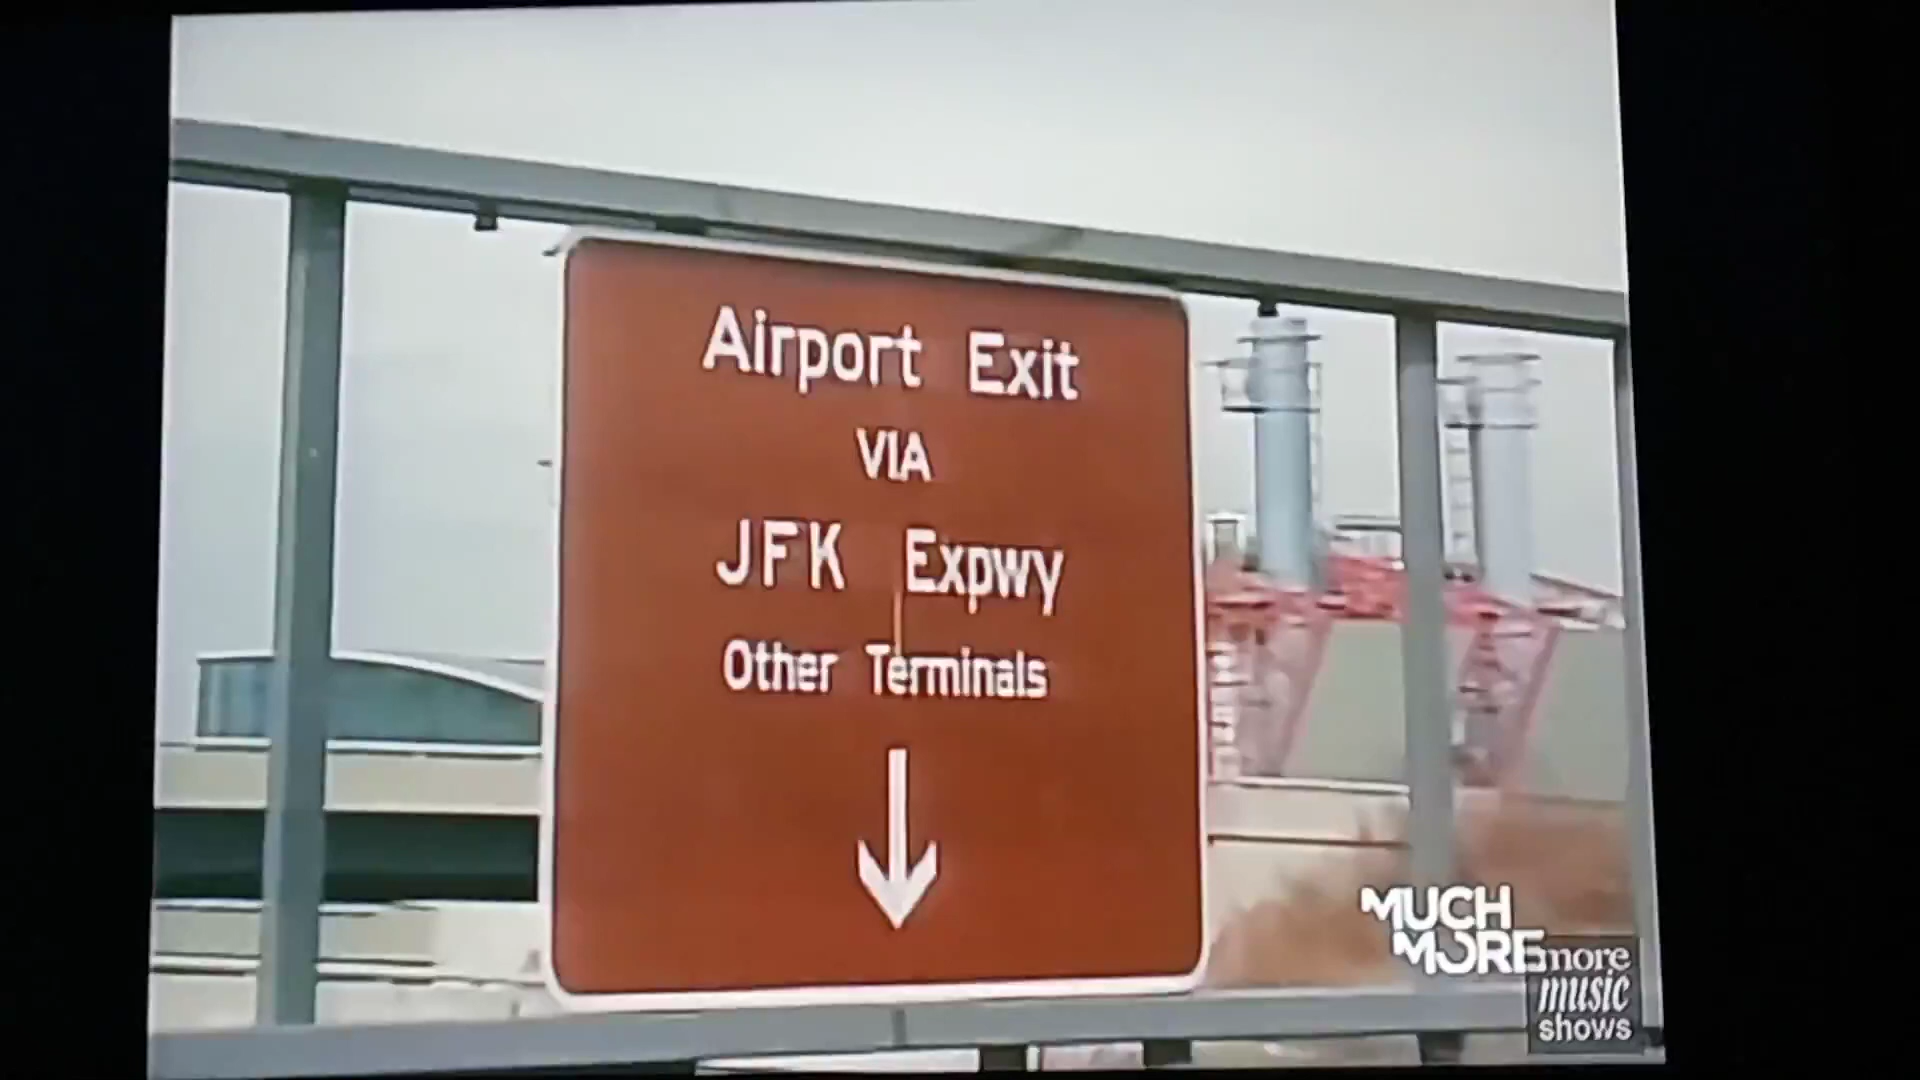 Airport Exit
VIA
JFK Expwy
Other Terminals
MUCH
MORE
more
music
shows